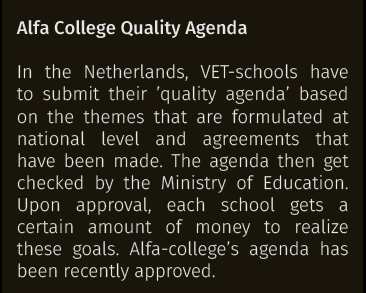 Alfa College Quality Agenda
In the Netherlands, VET-schools have
to submit their 'quality agenda' based
on the themes that are formulated at
national level and agreements that
have been made. The agenda then get
checked by the Ministry of Education.
Upon approval, each school gets a
certain amount of money to realize
these goals. Alfa-college's agenda has
been recently approved.